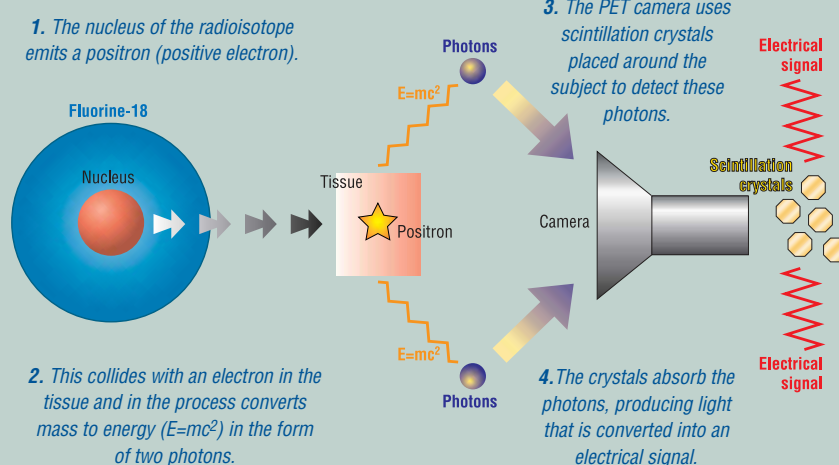 1. The nucleus of the radioisotope
emits a positron (positive electron).
Fluorine-18
Nucleus
Tissue
Positron
E=mc²
Photons
E=mc²
Photons
2. This collides with an electron in the
tissue and in the process converts
mass to energy (E=mc²) in the form
of two photons.
3. The PET camera uses
scintillation crystals
placed around the
subject to detect these
photons.
Camera
Scintillation
crystals
Electrical
signal
Electrical
signal
4.The crystals absorb the
photons, producing light
that is converted into an
electrical signal.